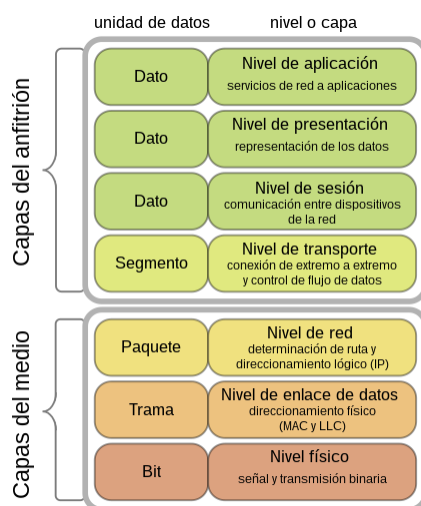 unidad de datos
nivel o capa
Capas del anfitrión
Dato
Nivel de aplicación
servicios de red a aplicaciones
Dato
Nivel de presentación
representación de los datos
Dato
Nivel de sesión
comunicación entre dispositivos
de la red
Segmento
Nivel de transporte
conexión de extremo a extremo
y control de flujo de datos
Capas del medio
Paquete
Nivel de red
determinación de ruta y
direccionamiento lógico (IP)
Trama
Nivel de enlace de datos
direccionamiento físico
(MAC y LLC)
Bit
Nivel físico
señal y transmisión binaria